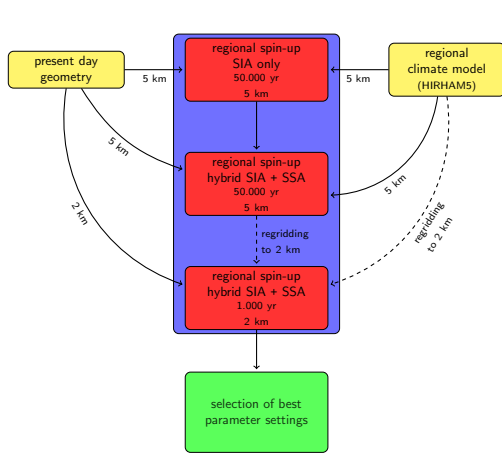 present day
geometry
5 km
regional spin-up
SIA only
50.000 yr
5 km
5 km
regional
climate model
(HIRHAM5)
5 km
regional spin-up
hybrid SIA + SSA
50.000 yr
5 km
5 km
2 km
regridding
to 2 km
regridding
to 2 km
regional spin-up
hybrid SIA + SSA
1.000 yr
2 km
selection of best
parameter settings